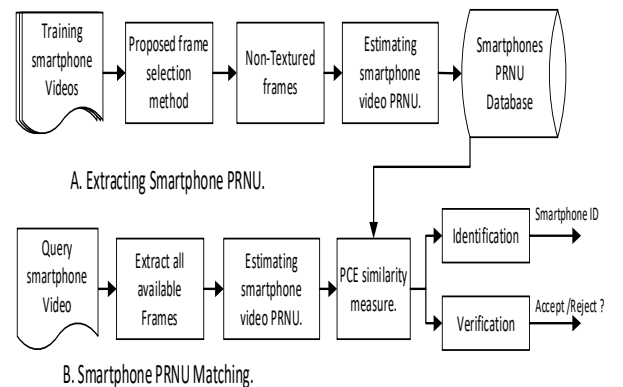 Training
smartphone
Videos
Proposed frame
selection
method
Non-Textured
frames
Estimating
smartphone
video PRNU.
Smartphones
PRNU
Database
A. Extracting Smartphone PRNU.
Query
smartphone
Video
Extract all
available
Frames
Estimating
smartphone
video PRNU.
PCE similarity
measure.
Identification
Smartphone ID
Verification
Accept /Reject ?
B. Smartphone PRNU Matching.